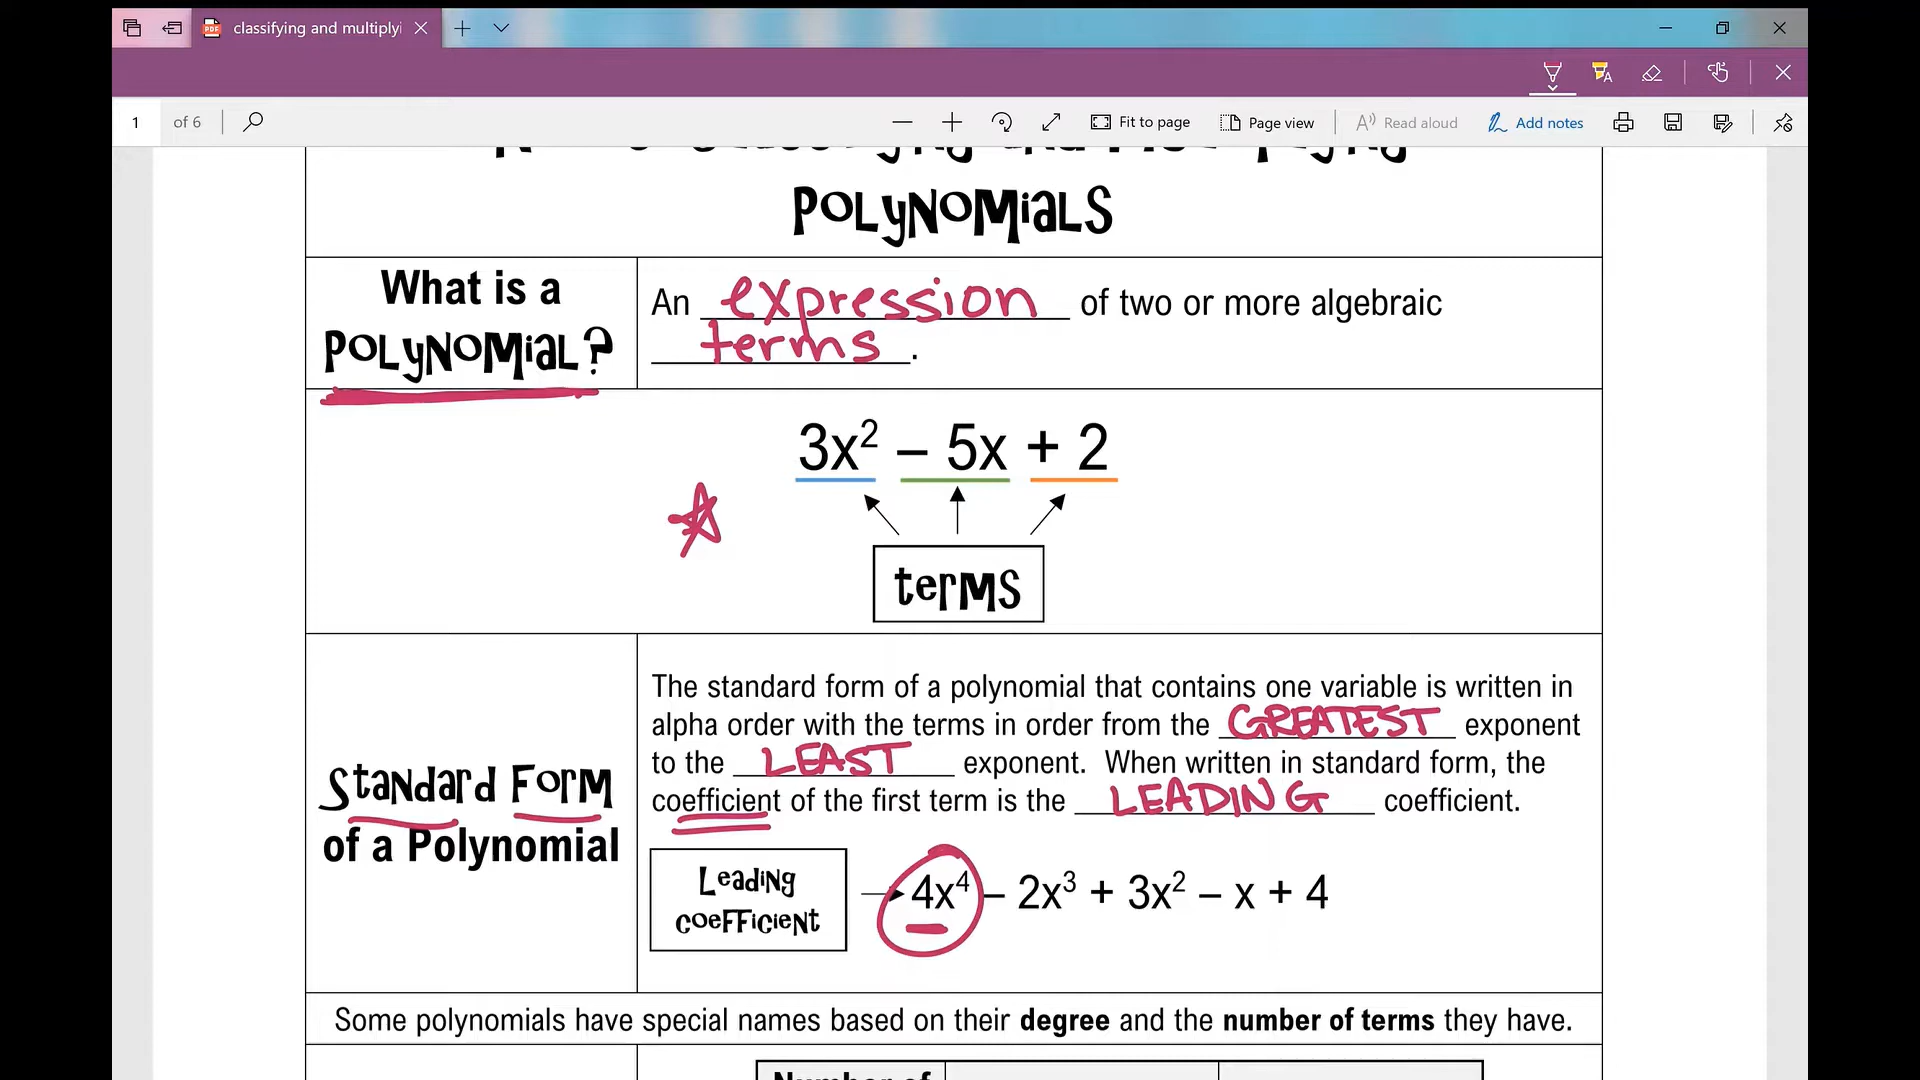 classifying and multiplyi
1 of 6
Fit to page
Page view
Read aloud
Add notes
POLYNOMIALS
What is a
POLYNOMIAL?
An expression of two or more algebraic
terms.
3x² – 5x + 2
terms
The standard form of a polynomial that contains one variable is written in
alpha order with the terms in order from the GREATEST exponent
to the LEAST exponent. When written in standard form, the
coefficient of the first term is the LEADING coefficient.
Standard Form
of a Polynomial
Leading
coefficient
4x⁴ – 2x³ + 3x² – x + 4
Some polynomials have special names based on their degree and the number of terms they have.
Number of